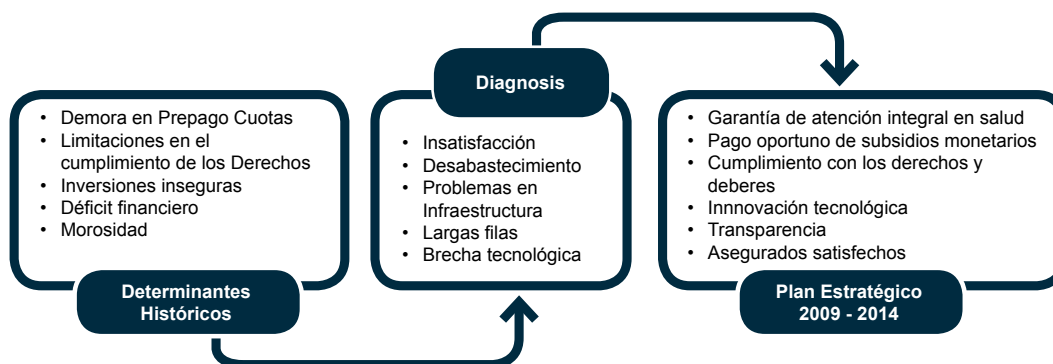 • Demora en Prepago Cuotas
• Limitaciones en el
cumplimiento de los Derechos
• Inversiones inseguras
• Déficit financiero
• Morosidad
Determinantes
Históricos
Diagnosis
• Insatisfacción
• Desabastecimiento
• Problemas en
Infraestructura
• Largas filas
• Brecha tecnológica
• Garantía de atención integral en salud
• Pago oportuno de subsidios monetarios
• Cumplimiento con los derechos y
deberes
• Innnovación tecnológica
• Transparencia
• Asegurados satisfechos
Plan Estratégico
2009 - 2014